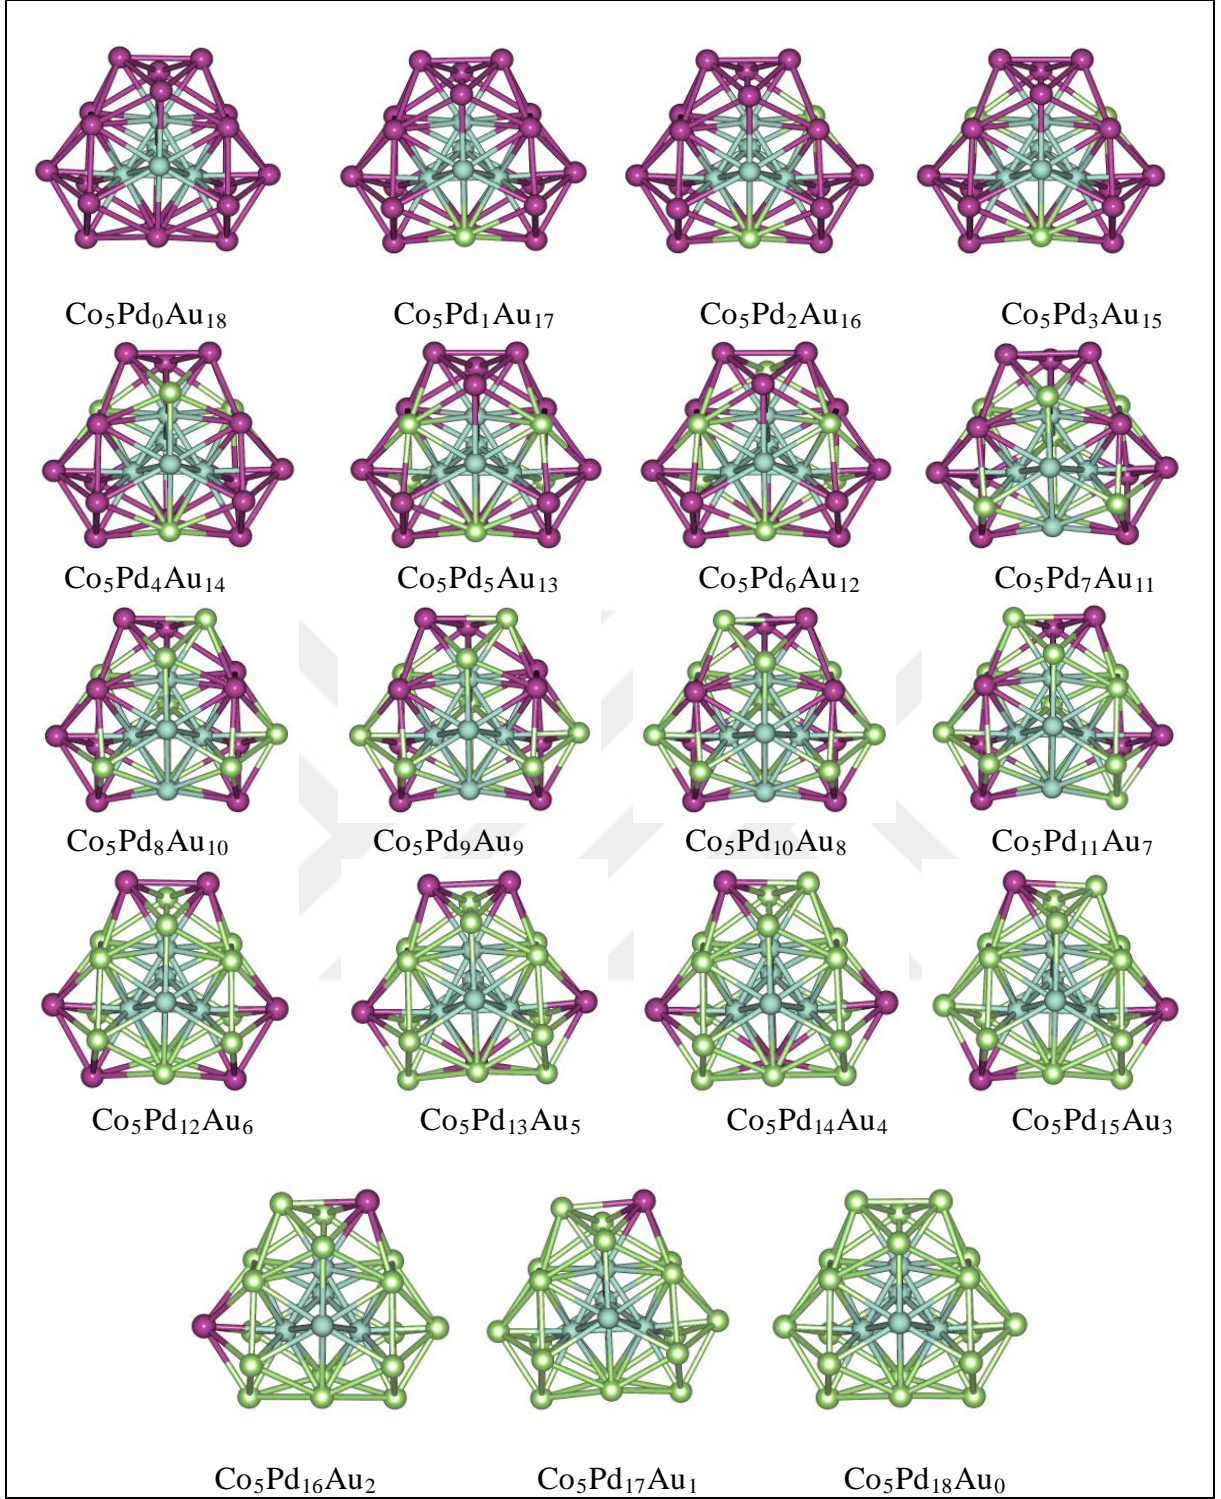 Co₅Pd₀Au₁₈ Co₅Pd₁Au₁₇ Co₅Pd₂Au₁₆ Co₅Pd₃Au₁₅
Co₅Pd₄Au₁₄ Co₅Pd₅Au₁₃ Co₅Pd₆Au₁₂ Co₅Pd₇Au₁₁
Co₅Pd₈Au₁₀ Co₅Pd₉Au₉ Co₅Pd₁₀Au₈ Co₅Pd₁₁Au₇
Co₅Pd₁₂Au₆ Co₅Pd₁₃Au₅ Co₅Pd₁₄Au₄ Co₅Pd₁₅Au₃
Co₅Pd₁₆Au₂ Co₅Pd₁₇Au₁ Co₅Pd₁₈Au₀